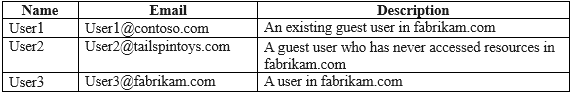 Name Email Description
User1 User1@contoso.com An existing guest user in fabrikam.com
User2 User2@tailspintoys.com A guest user who has never accessed resources in
fabrikam.com
User3 User3@fabrikam.com A user in fabrikam.com